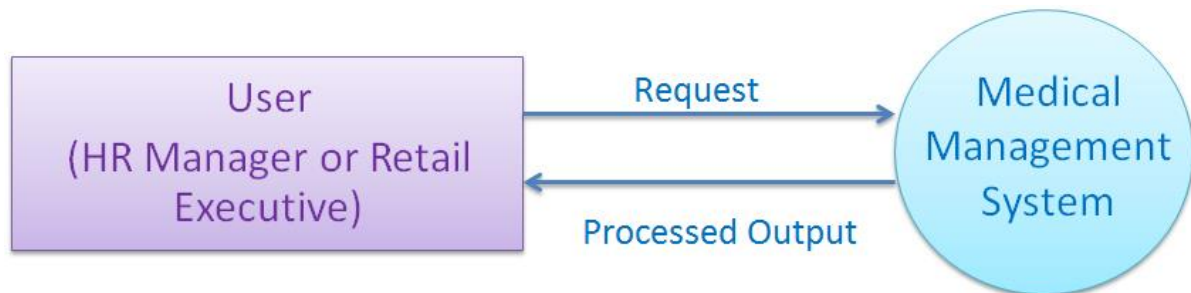 User
(HR Manager or Retail
Executive)
Request
Processed Output
Medical
Management
System